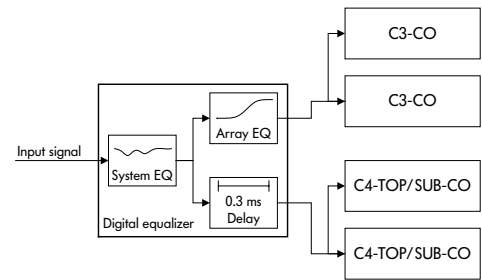 C3-CO
C3-CO
Array EQ
Input signal
System EQ
0.3 ms
Delay
Digital equalizer
C4-TOP/SUB-CO
C4-TOP/SUB-CO